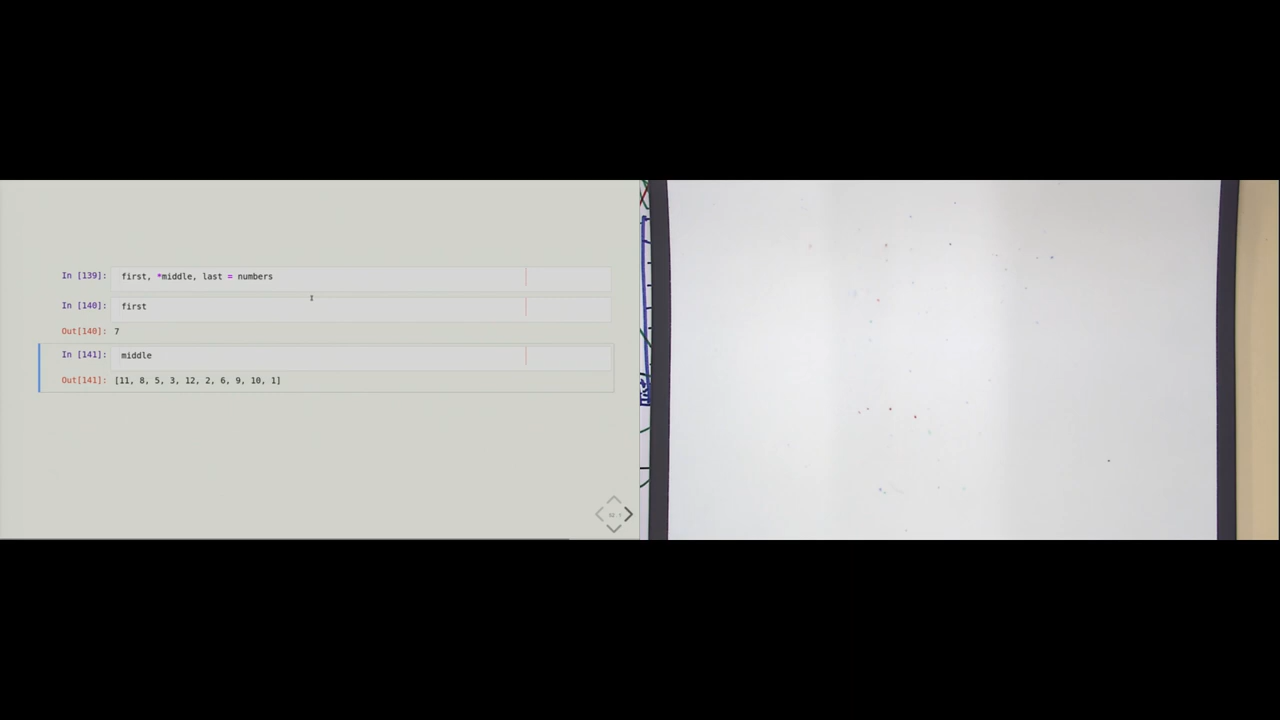 In [139]: first, *middle, last = numbers
In [140]: first
Out[140]: 7
In [141]: middle
Out[141]: [11, 8, 5, 3, 12, 2, 6, 9, 10, 1]